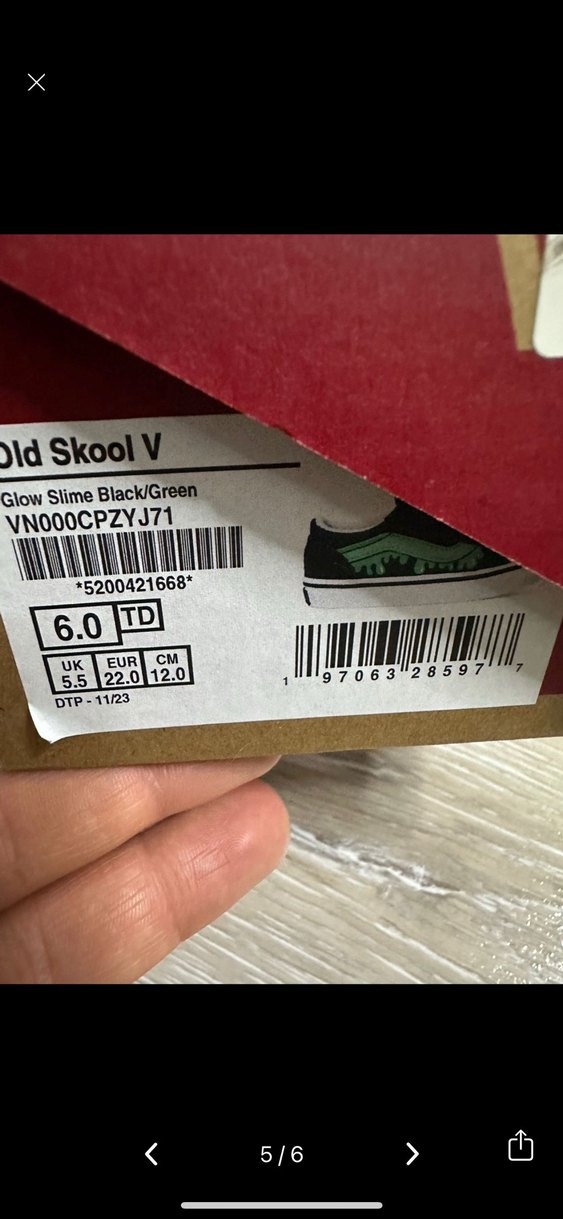 Old Skool V
Glow Slime Black/Green
VN000CPZYJ71
*5200421668*
6.0 TD
UK EUR CM
5.5 22.0 12.0
DTP - 11/23
1 97063 28597 7
5 / 6